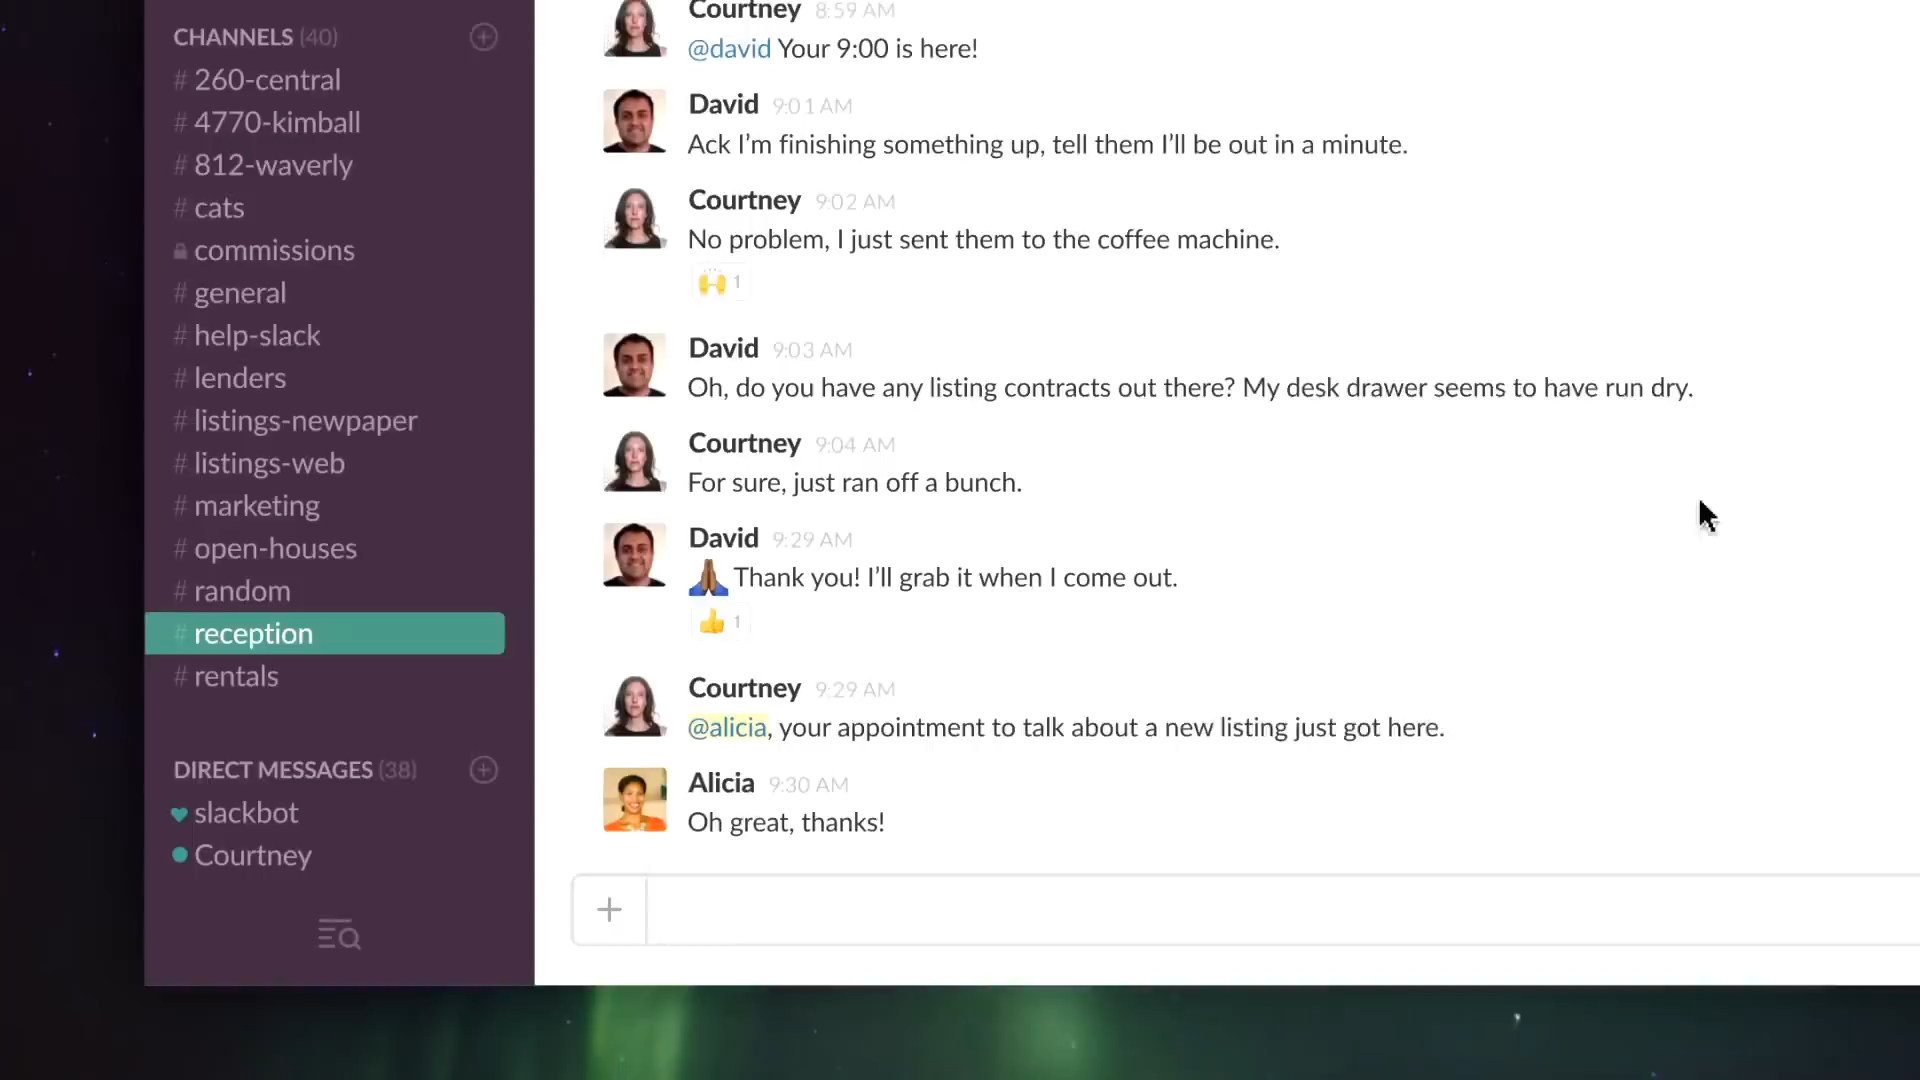 CHANNELS (40)
# 260-central
# 4770-kimball
# 812-waverly
# cats
commissions
# general
# help-slack
# lenders
# listings-newpaper
# listings-web
# marketing
# open-houses
# random
# reception
# rentals
DIRECT MESSAGES (38)
slackbot
Courtney
Courtney 8:59 AM
@david Your 9:00 is here!
David 9:01 AM
Ack I’m finishing something up, tell them I’ll be out in a minute.
Courtney 9:02 AM
No problem, I just sent them to the coffee machine.
1
David 9:03 AM
Oh, do you have any listing contracts out there? My desk drawer seems to have run dry.
Courtney 9:04 AM
For sure, just ran off a bunch.
David 9:29 AM
Thank you! I’ll grab it when I come out.
1
Courtney 9:29 AM
@alicia, your appointment to talk about a new listing just got here.
Alicia 9:30 AM
Oh great, thanks!